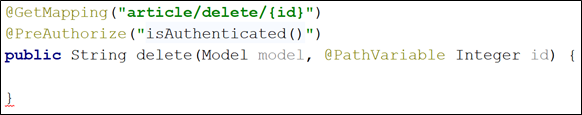 @GetMapping("article/delete/{id}")
@PreAuthorize("isAuthenticated()")
public String delete(Model model, @PathVariable Integer id) {
}